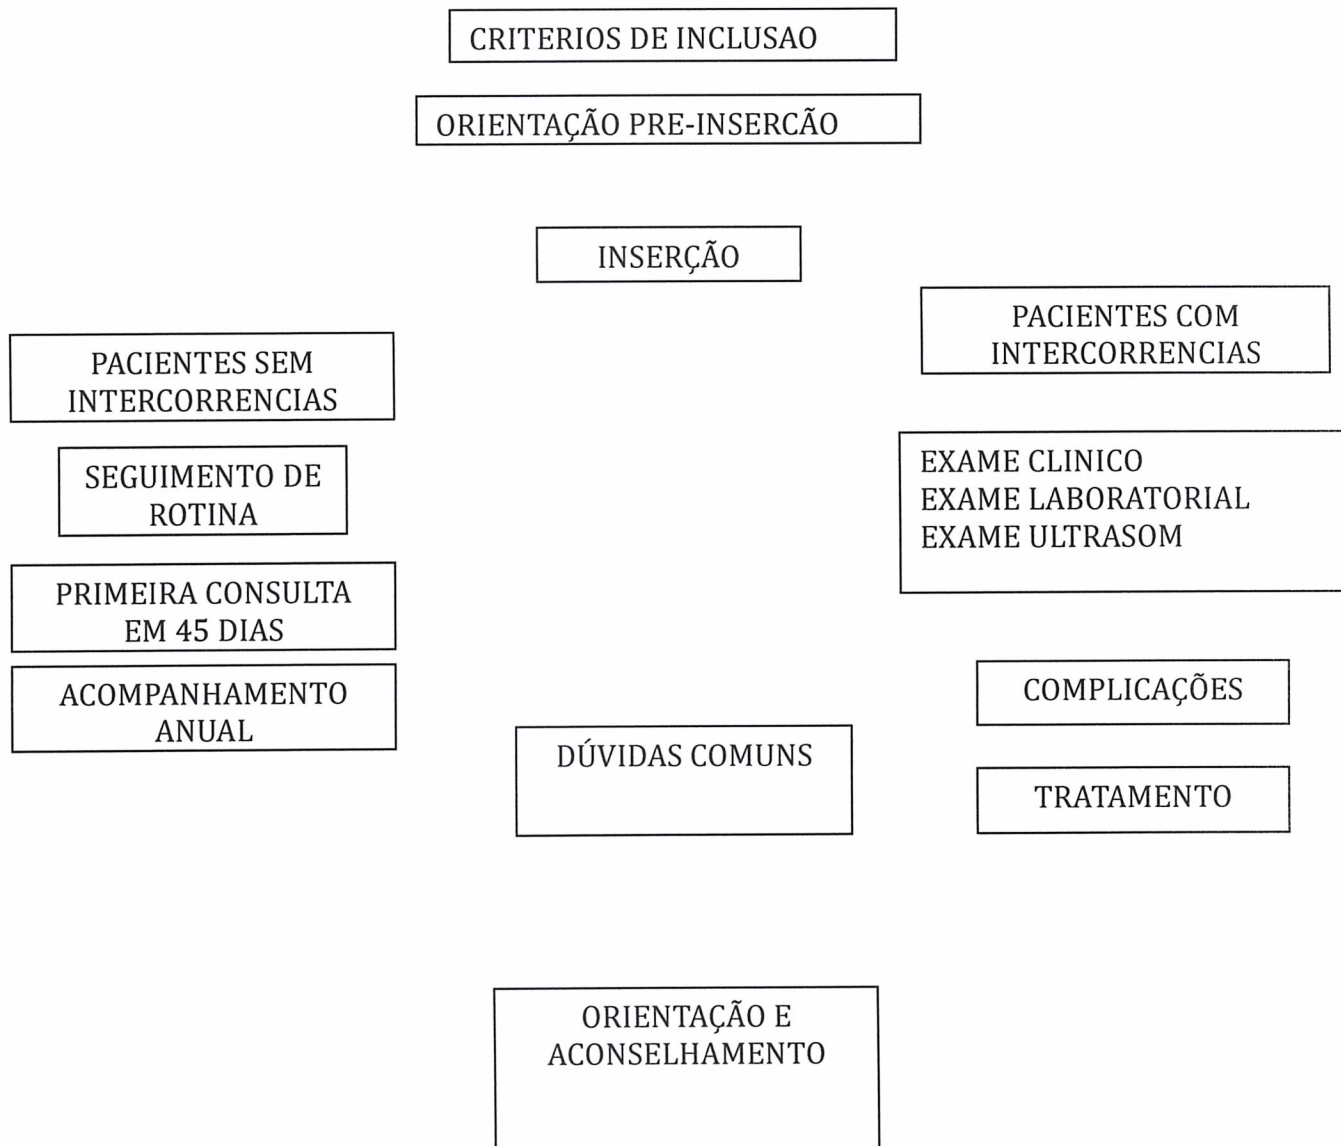 CRITERIOS DE INCLUSAO
ORIENTAÇÃO PRE-INSERCÃO
INSERÇÃO
PACIENTES COM
INTERCORRENCIAS
PACIENTES SEM
INTERCORRENCIAS
SEGUIMENTO DE
ROTINA
EXAME CLINICO
EXAME LABORATORIAL
EXAME ULTRASOM
PRIMEIRA CONSULTA
EM 45 DIAS
ACOMPANHAMENTO
ANUAL
COMPLICAÇÕES
DÚVIDAS COMUNS
TRATAMENTO
ORIENTAÇÃO E
ACONSELHAMENTO